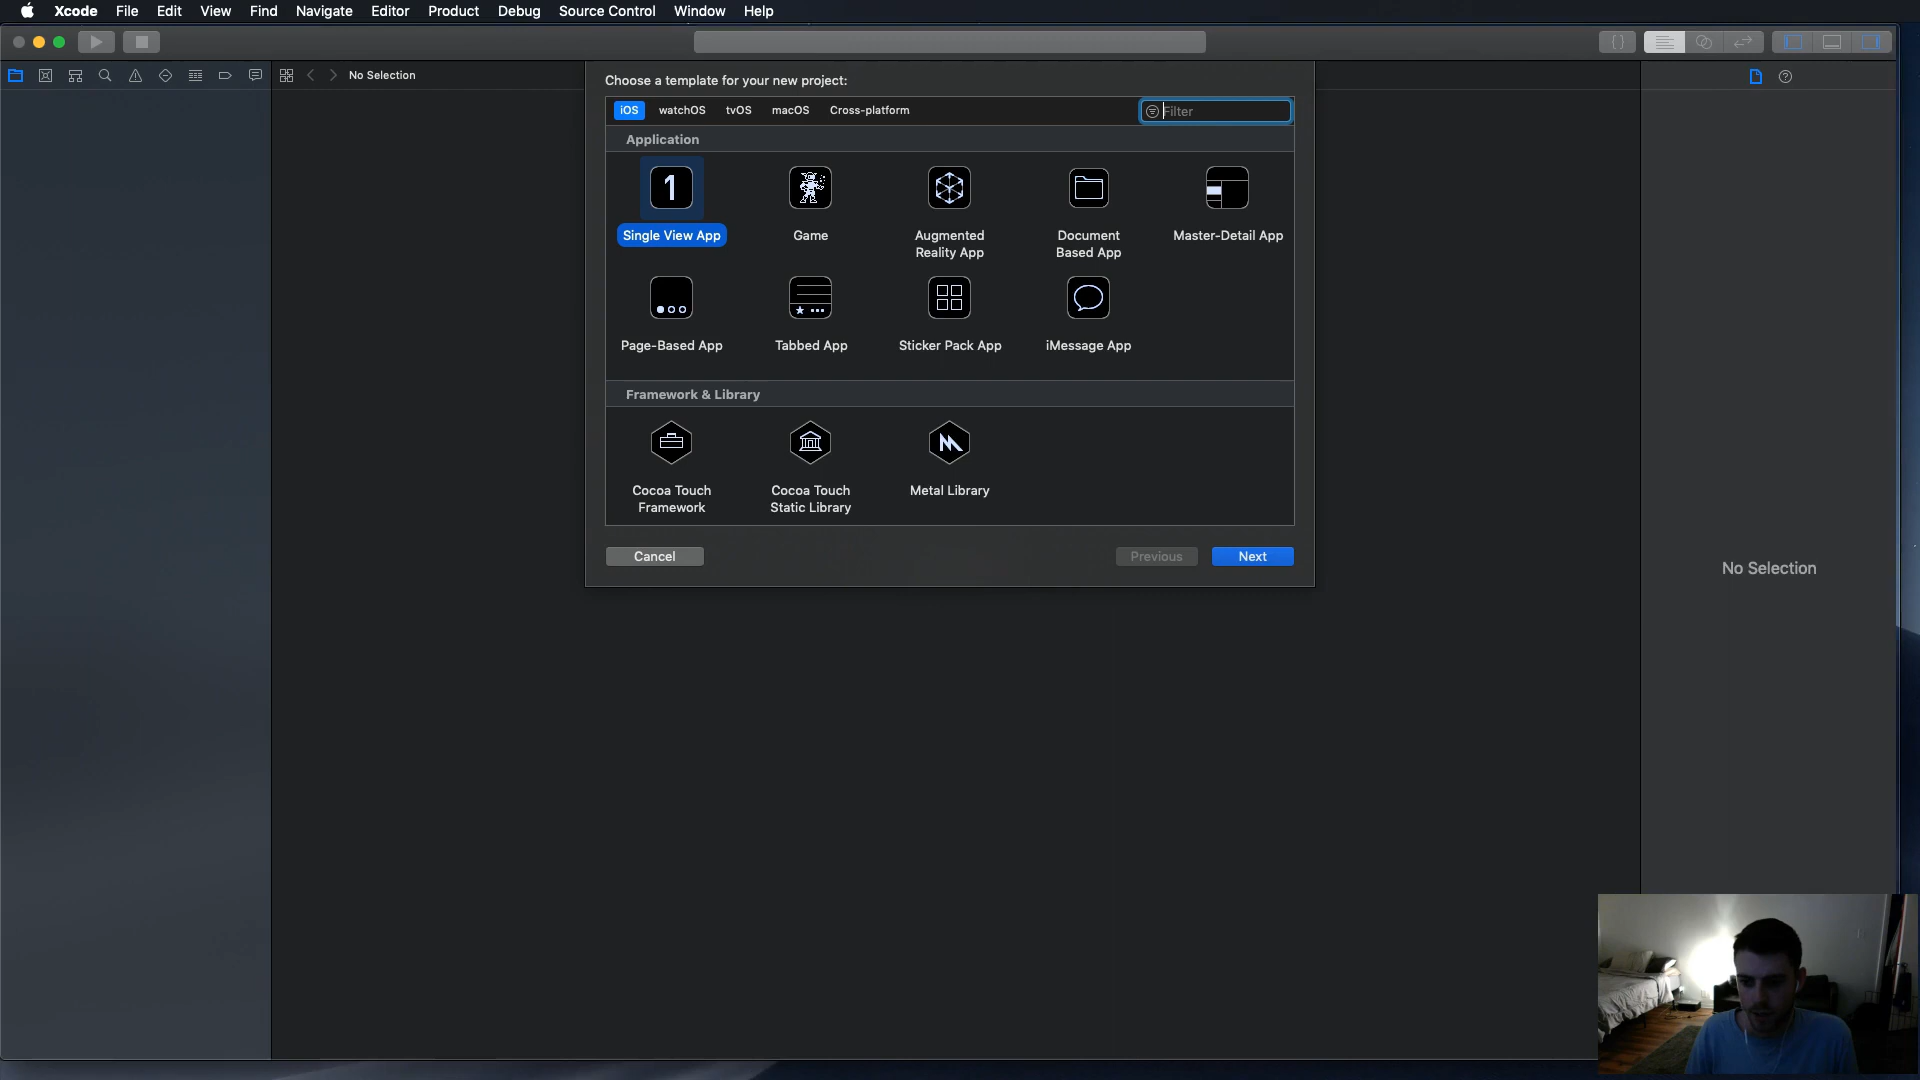 Xcode File Edit View Find Navigate Editor Product Debug Source Control Window Help
No Selection
Choose a template for your new project:
iOS watchOS tvOS macOS Cross-platform Filter
Application
1
Single View App
Game
Augmented
Reality App
Document
Based App
Master-Detail App
Page-Based App
Tabbed App
Sticker Pack App
iMessage App
Framework & Library
Cocoa Touch
Framework
Cocoa Touch
Static Library
Metal Library
Cancel
Previous
Next
No Selection